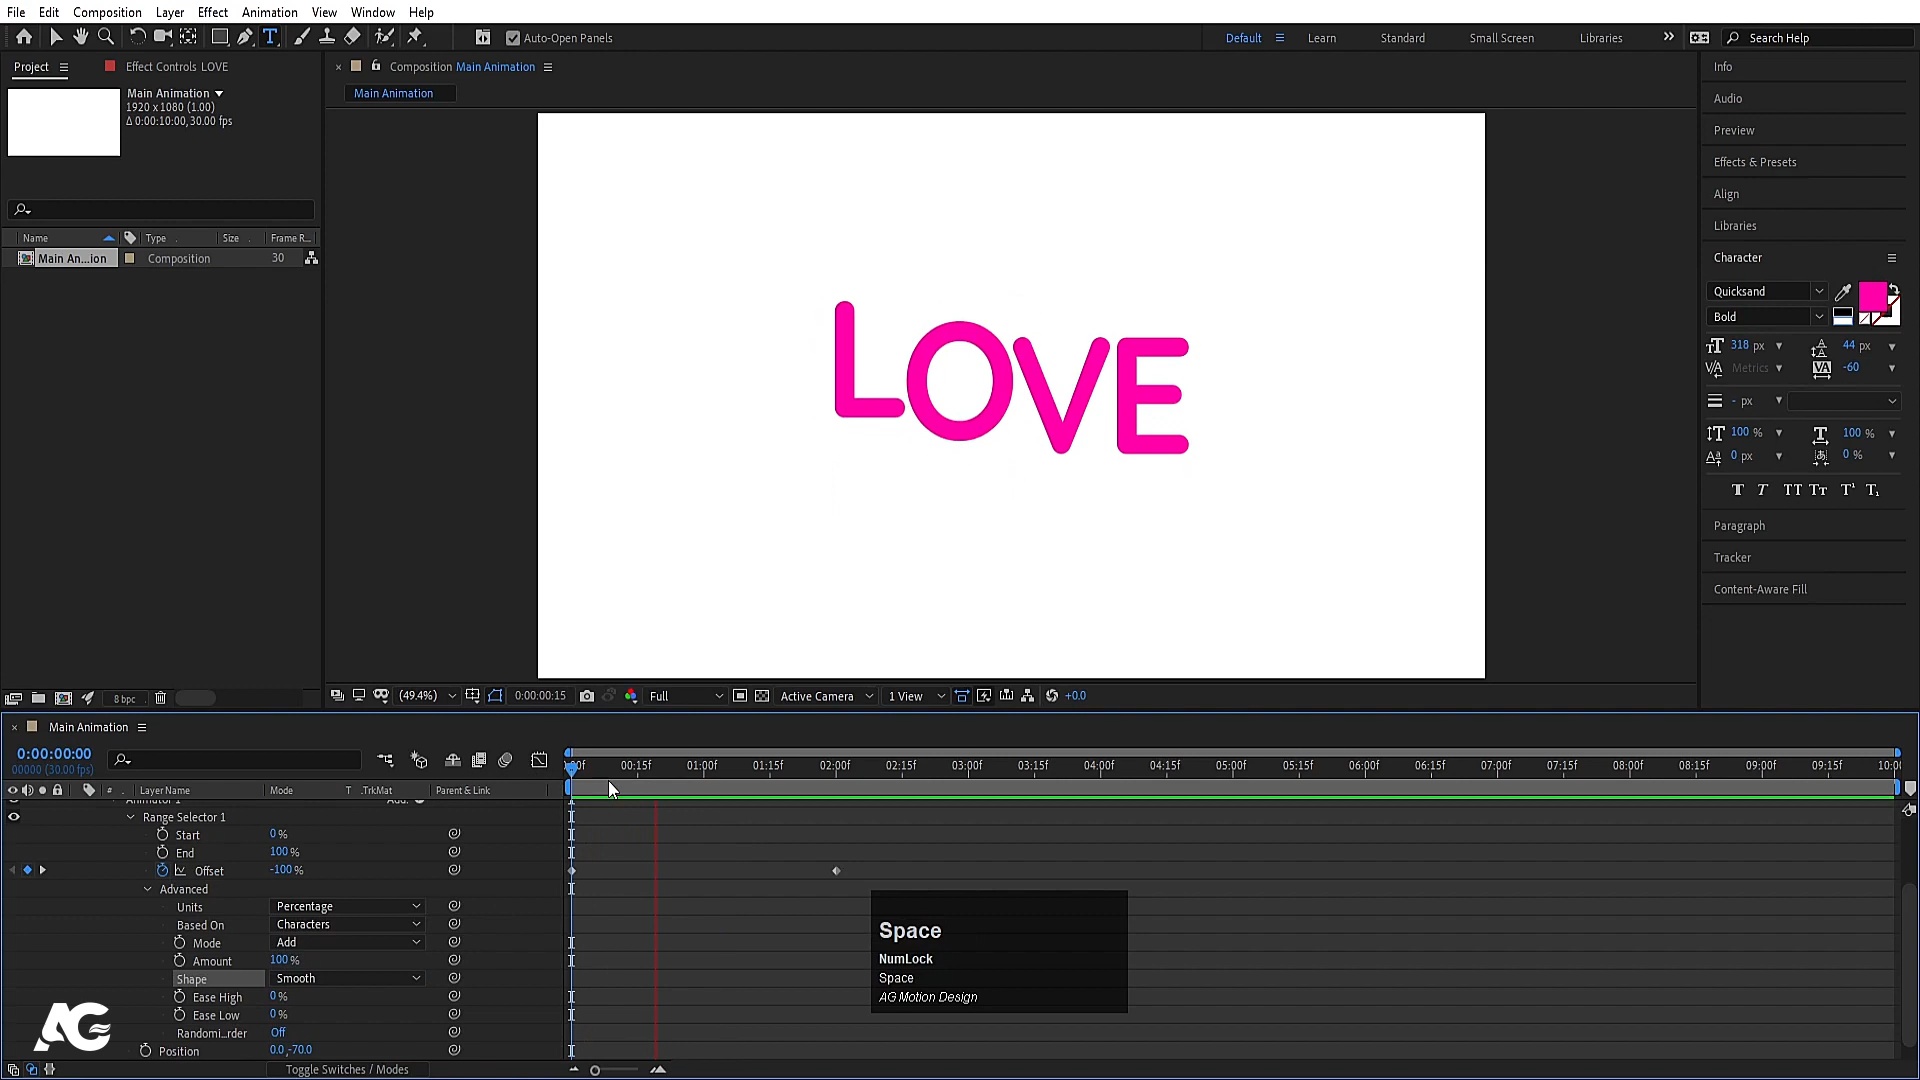 File Edit Composition Layer Effect Animation View Window Help
Auto-Open Panels
Default Learn Standard Small Screen Libraries Search Help
Project Effect Controls LOVE
Composition Main Animation
Main Animation
Main Animation
1920 x 1080 (1.00)
Δ 0:00:10:00, 30.00 fps
Name Type Size Frame R...
Main An...ion Composition 30
LOVE
Info
Audio
Preview
Effects & Presets
Align
Libraries
Character
Quicksand
Bold
318 px 44 px
Metrics -60
- px
100 % 100 %
0 px 0 %
T T TT Tt T¹ T₁
Paragraph
Tracker
Content-Aware Fill
8 bpc
(49.4%) 0:00:00:15 Full Active Camera 1 View +0.0
Main Animation
0:00:00:00
00000 (30.00 fps)
00:15f 01:00f 01:15f 02:00f 02:15f 03:00f 03:15f 04:00f 04:15f 05:00f 05:15f 06:00f 06:15f 07:00f 07:15f 08:00f 08:15f 09:00f 09:15f
# Layer Name Mode T .TrkMat Parent & Link
Range Selector 1
Start 0 %
End 100 %
Offset -100 %
Advanced
Units Percentage
Based On Characters
Mode Add
Amount 100 %
Shape Smooth
Ease High 0 %
Ease Low 0 %
Randomi...rder Off
Position 0.0,-70.0
Toggle Switches / Modes
Space
NumLock
Space
AG Motion Design
AG